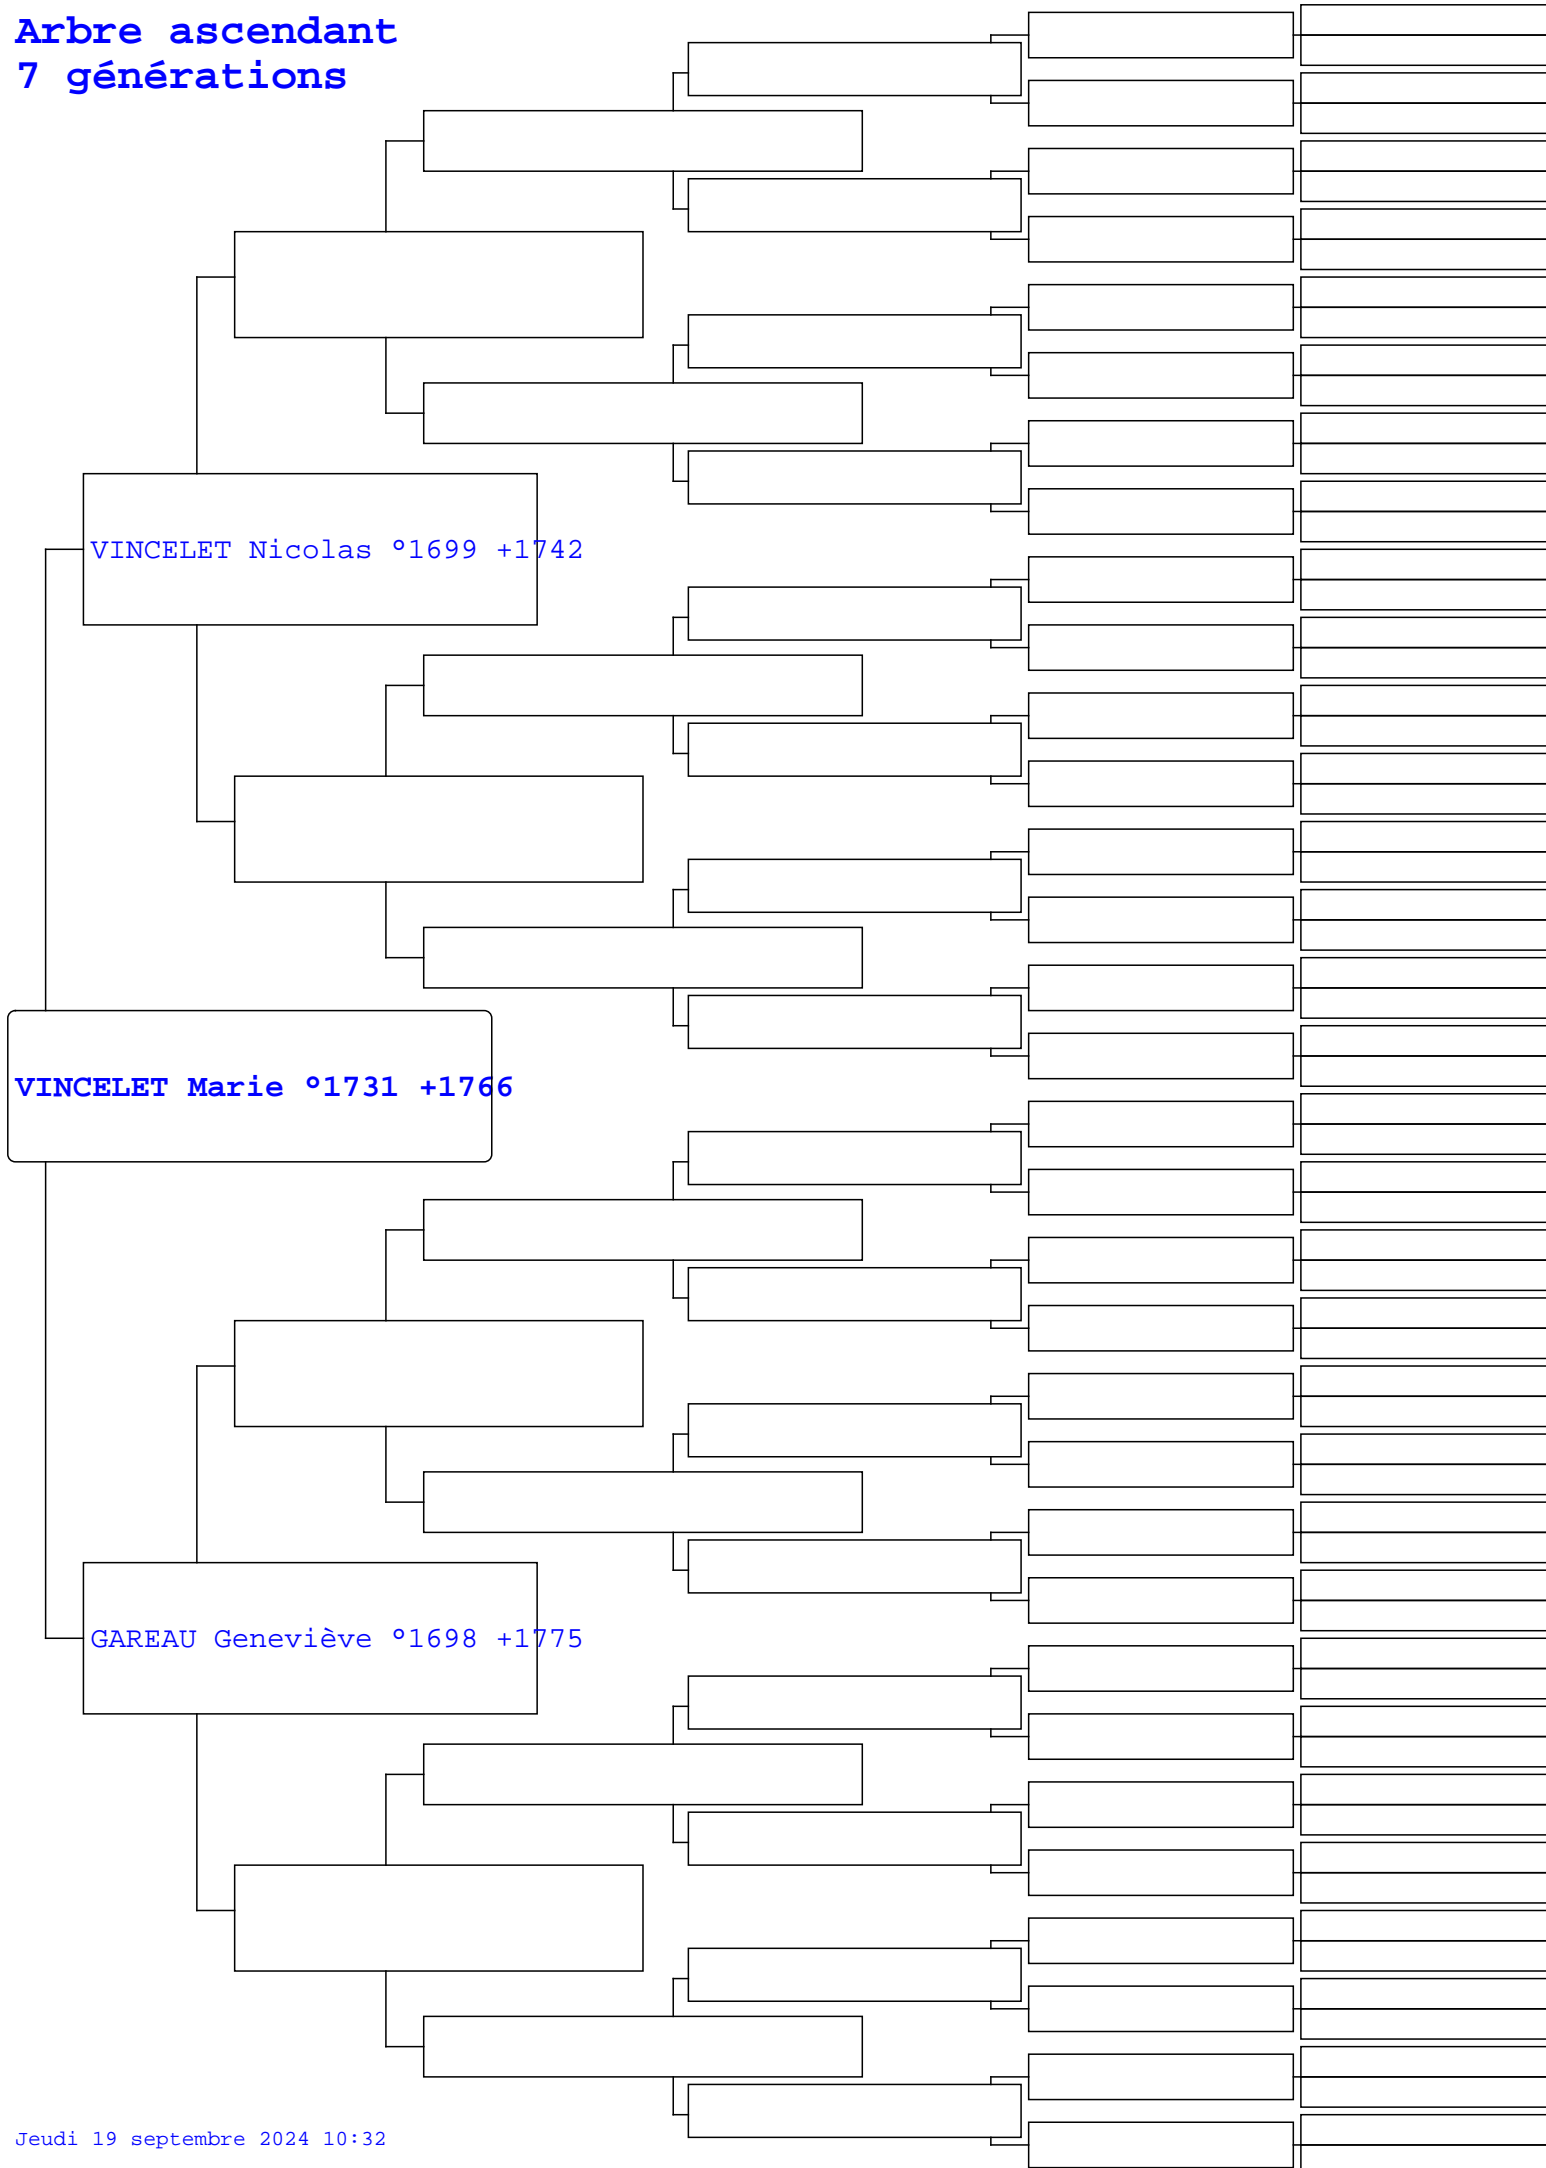 Arbre ascendant
7 générations
VINCELET Nicolas °1699 +1742
VINCELET Marie °1731 +1766
GAREAU Geneviève °1698 +1775
Jeudi 19 septembre 2024 10:32